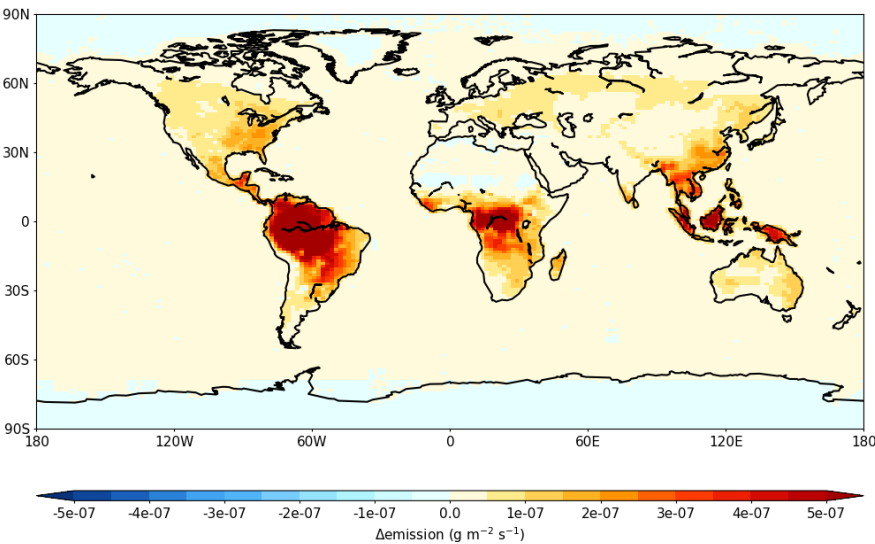 90N
60N
30N
0
30S
60S
90S
180 120W 60W 0 60E 120E 180
-5e-07 -4e-07 -3e-07 -2e-07 -1e-07 0.0 1e-07 2e-07 3e-07 4e-07 5e-07
Δemission (g m⁻² s⁻¹)